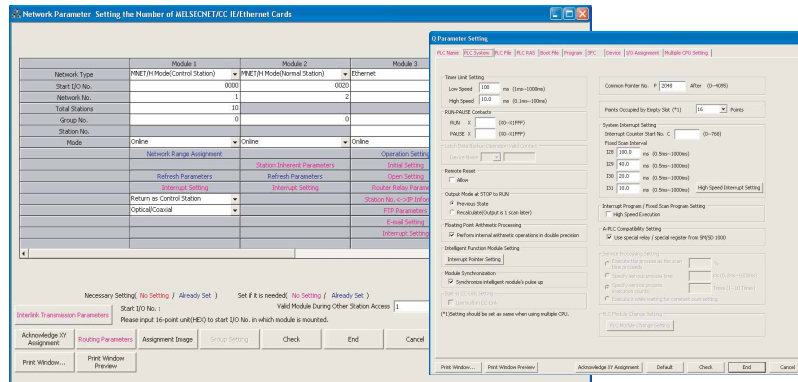 Network Parameter  Setting the Number of MELSECNET/CC IE/Ethernet Cards
Module 1 Module 2 Module 3
Network Type MNET/H Mode(Control Station) MNET/H Mode(Normal Station) Ethernet
Start I/O No. 0000 0020
Network No. 1 2
Total Stations 10
Group No. 0 0
Station No.
Mode Online Online Online
Network Range Assignment Operation Setting
Station Inherent Parameters Initial Setting
Refresh Parameters Refresh Parameters Open Setting
Interrupt Setting Interrupt Setting Router Relay Parame
Return as Control Station Station No. <->IP Infor
Optical/Coaxial FTP Parameters
E-mail Setting
Interrupt Setting
Necessary Setting( No Setting / Already Set ) Set if it is needed( No Setting / Already Set )
Interlink Transmission Parameters Start I/O No. : Valid Module During Other Station Access 1
Please input 16-point unit(HEX) to start I/O No. in which module is mounted.
Acknowledge XY Assignment Routing Parameters Assignment Image Group Setting Check End Cancel
Print Window... Print Window Preview
Q Parameter Setting
PLC Name PLC System PLC File PLC RAS Boot File Program SFC Device I/O Assignment Multiple CPU Setting
Timer Limit Setting
Low Speed 100 ms (1ms--1000ms)
High Speed 10.0 ms (0.1ms--100ms)
RUN-PAUSE Contacts
RUN X (X0--X1FFF)
PAUSE X (X0--X1FFF)
Remote Reset
Allow
Output Mode at STOP to RUN
Previous State
Recalculate(Output is 1 scan later)
Floating Point Arithmetic Processing
Perform internal arithmetic operations in double precision
Intelligent Function Module Setting
Interrupt Pointer Setting
Module Synchronization
Synchronize intelligent module's pulse up
(*1)Setting should be set as same when using multiple CPU.
Common Pointer No. P 2048 After (0--4095)
Points Occupied by Empty Slot (*1) 16 Points
System Interrupt Setting
Interrupt Counter Start No. C (0--768)
Fixed Scan Interval
I28 100.0 ms (0.5ms--1000ms)
I29 40.0 ms (0.5ms--1000ms)
I30 20.0 ms (0.5ms--1000ms)
I31 10.0 ms (0.5ms--1000ms) High Speed Interrupt Setting
Interrupt Program / Fixed Scan Program Setting
High Speed Execution
A-PLC Compatibility Setting
Use special relay / special register from SM/SD 1000
Service Processing Setting
PLC Module Change Setting
PLC Module Change Setting
Print Window... Print Window Preview Acknowledge XY Assignment Default Check End Cancel